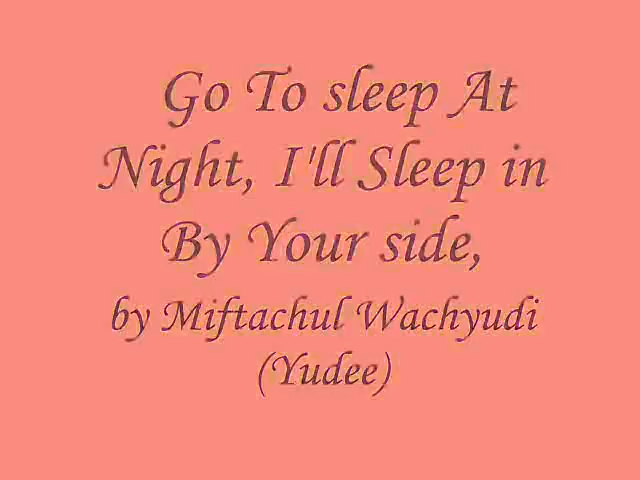 Go To sleep At
Night, I'll Sleep in
By Your side,
by Miftachul Wachyudi
(Yudee)